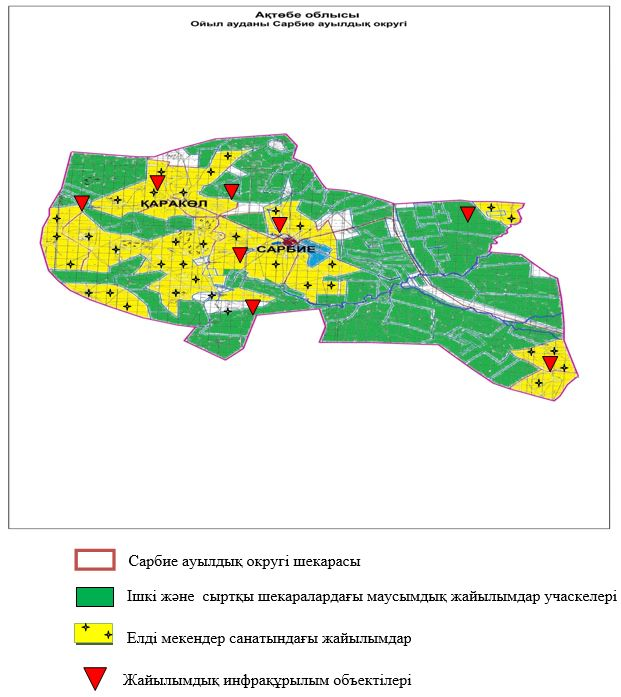 Ақтөбе облысы
Ойыл ауданы Сарбие ауылдық округі
ҚАРАКӨЛ
САРБИЕ
Сарбие ауылдық округі шекарасы
Ішкі және сыртқы шекаралардағы маусымдық жайылымдар учаскелері
Елді мекендер санатындағы жайылымдар
Жайылымдық инфрақұрылым объектілері